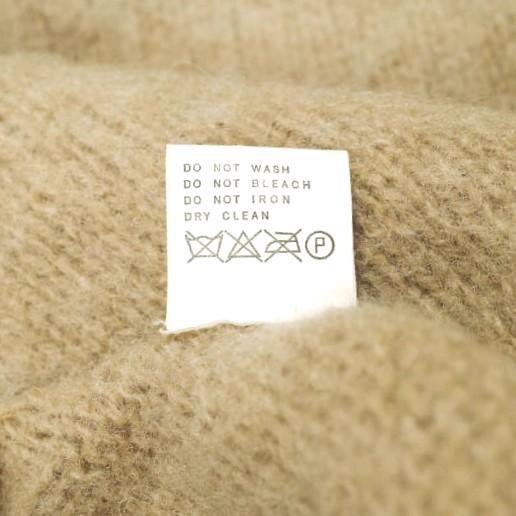 DO NOT WASH
DO NOT BLEACH
DO NOT IRON
DRY CLEAN
P